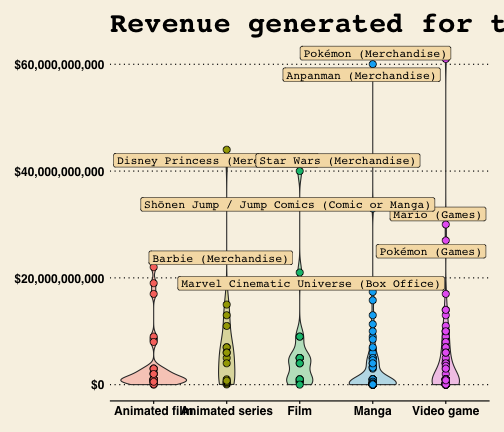 Revenue generated for t
Pokémon (Merchandise)
$60,000,000,000
Anpanman (Merchandise)
Disney Princess (Mer
Star Wars (Merchandise)
$40,000,000,000
Shōnen Jump / Jump Comics (Comic or Manga)
Mario (Games)
Pokémon (Games)
Barbie (Merchandise)
$20,000,000,000
Marvel Cinematic Universe (Box Office)
$0
Animated film
Animated series
Film
Manga
Video game